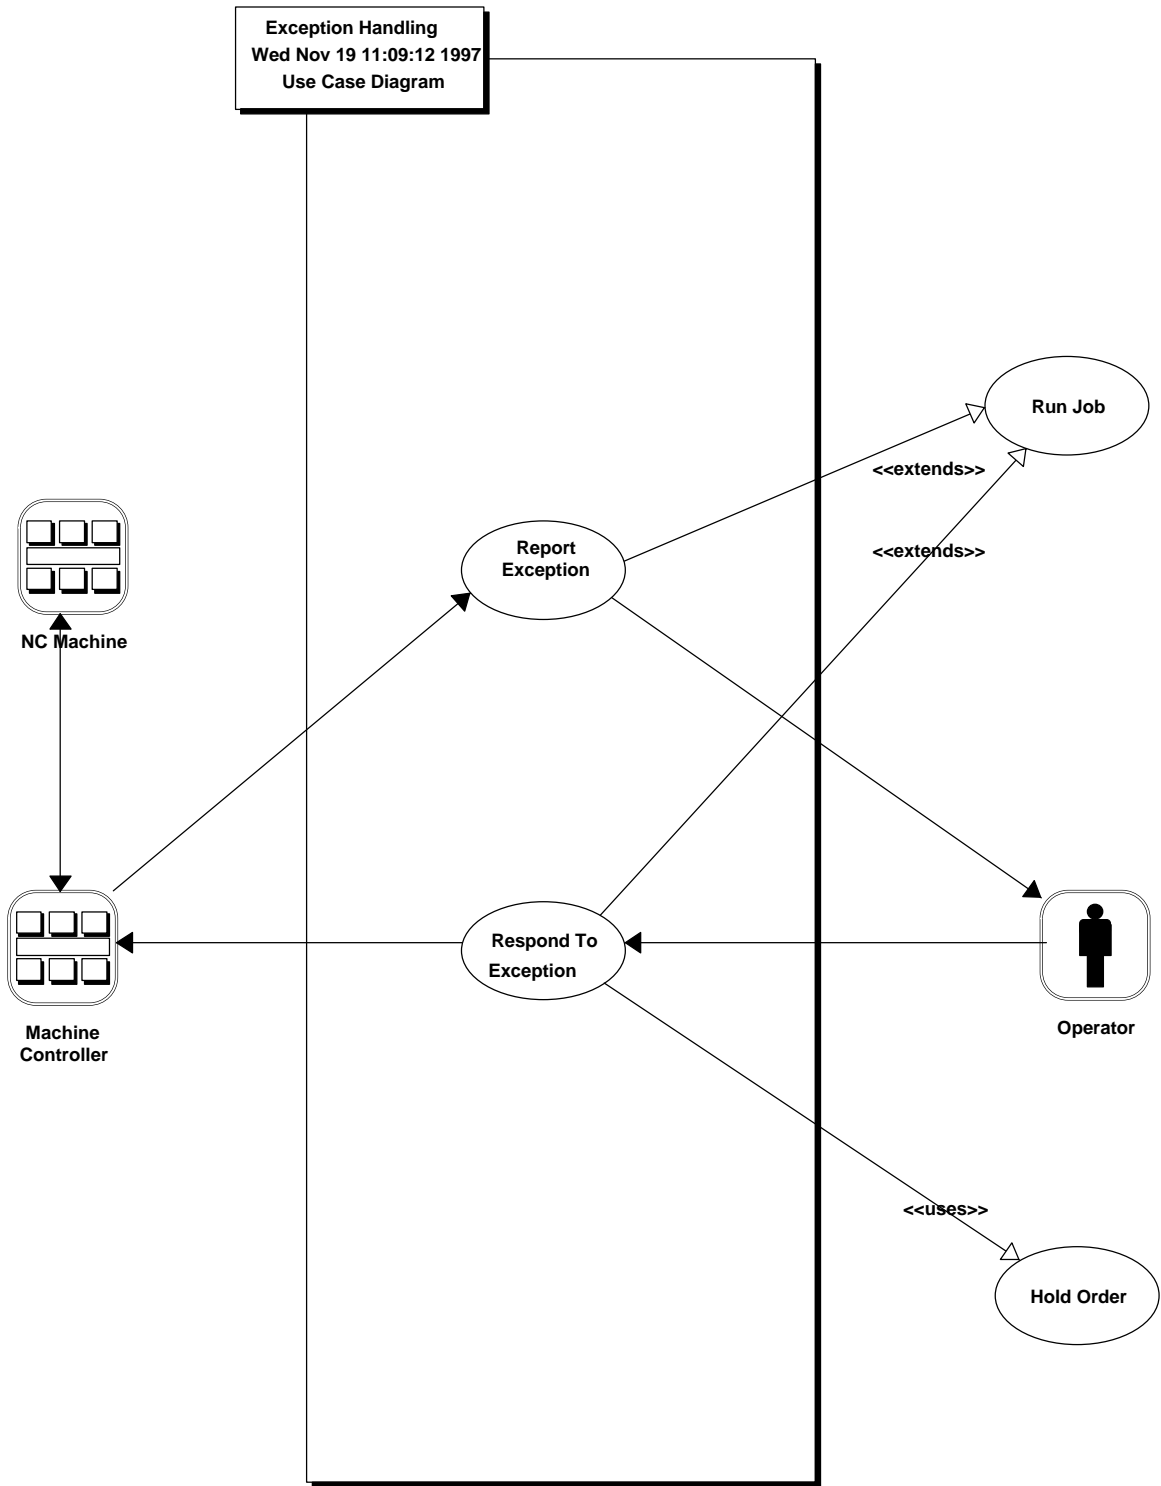 Exception Handling
Wed Nov 19 11:09:12 1997
Use Case Diagram
Run Job
<<extends>>
<<extends>>
Report
Exception
NC Machine
Respond To
Exception
Machine
Controller
Operator
<<uses>>
Hold Order